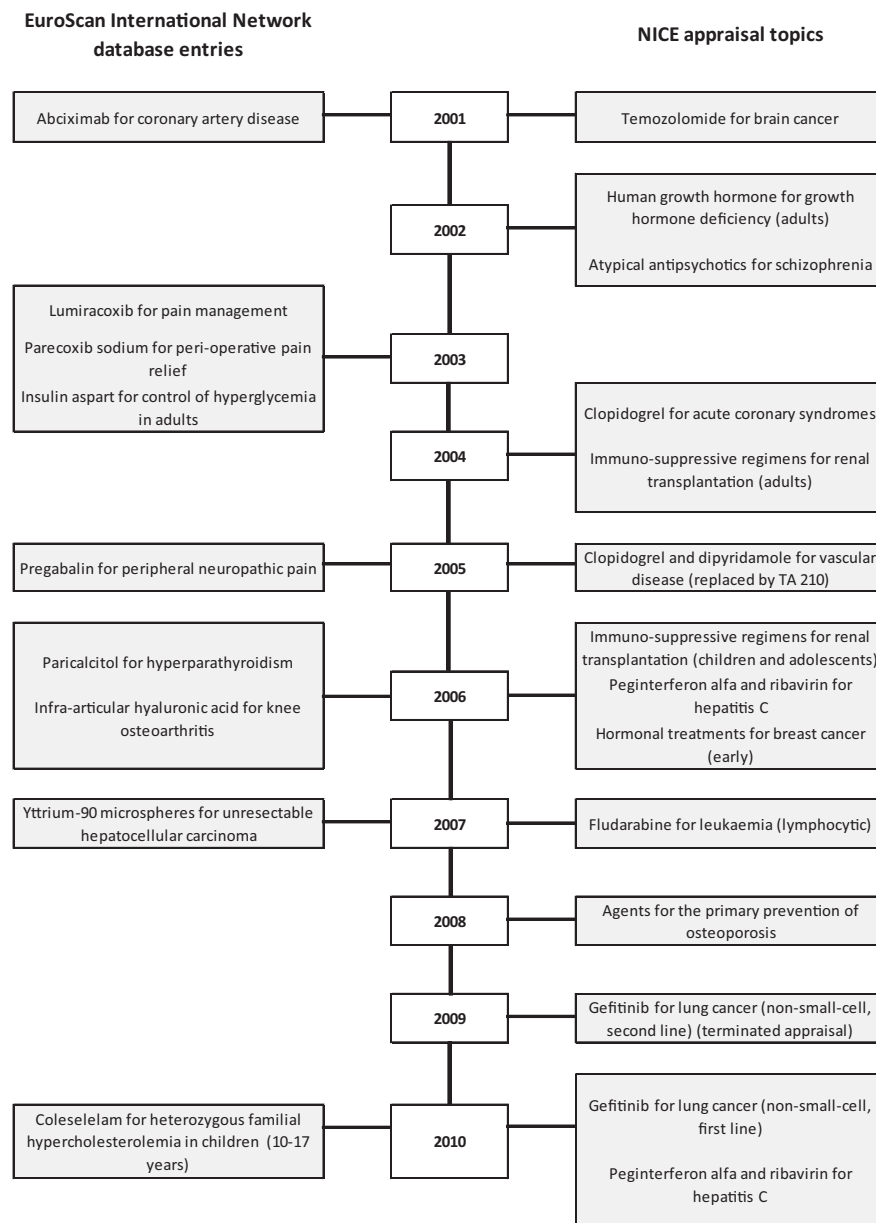 EuroScan International Network
database entries
NICE appraisal topics
Abciximab for coronary artery disease
2001
Temozolomide for brain cancer
2002
Human growth hormone for growth
hormone deficiency (adults)
Atypical antipsychotics for schizophrenia
Lumiracoxib for pain management
Parecoxib sodium for peri-operative pain
relief
Insulin aspart for control of hyperglycemia
in adults
2003
2004
Clopidogrel for acute coronary syndromes
Immuno-suppressive regimens for renal
transplantation (adults)
Pregabalin for peripheral neuropathic pain
2005
Clopidogrel and dipyridamole for vascular
disease (replaced by TA 210)
Paricalcitol for hyperparathyroidism
Infra-articular hyaluronic acid for knee
osteoarthritis
2006
Immuno-suppressive regimens for renal
transplantation (children and adolescents)
Peginterferon alfa and ribavirin for
hepatitis C
Hormonal treatments for breast cancer
(early)
Yttrium-90 microspheres for unresectable
hepatocellular carcinoma
2007
Fludarabine for leukaemia (lymphocytic)
2008
Agents for the primary prevention of
osteoporosis
2009
Gefitinib for lung cancer (non-small-cell,
second line) (terminated appraisal)
Coleselelam for heterozygous familial
hypercholesterolemia in children (10-17
years)
2010
Gefitinib for lung cancer (non-small-cell,
first line)
Peginterferon alfa and ribavirin for
hepatitis C